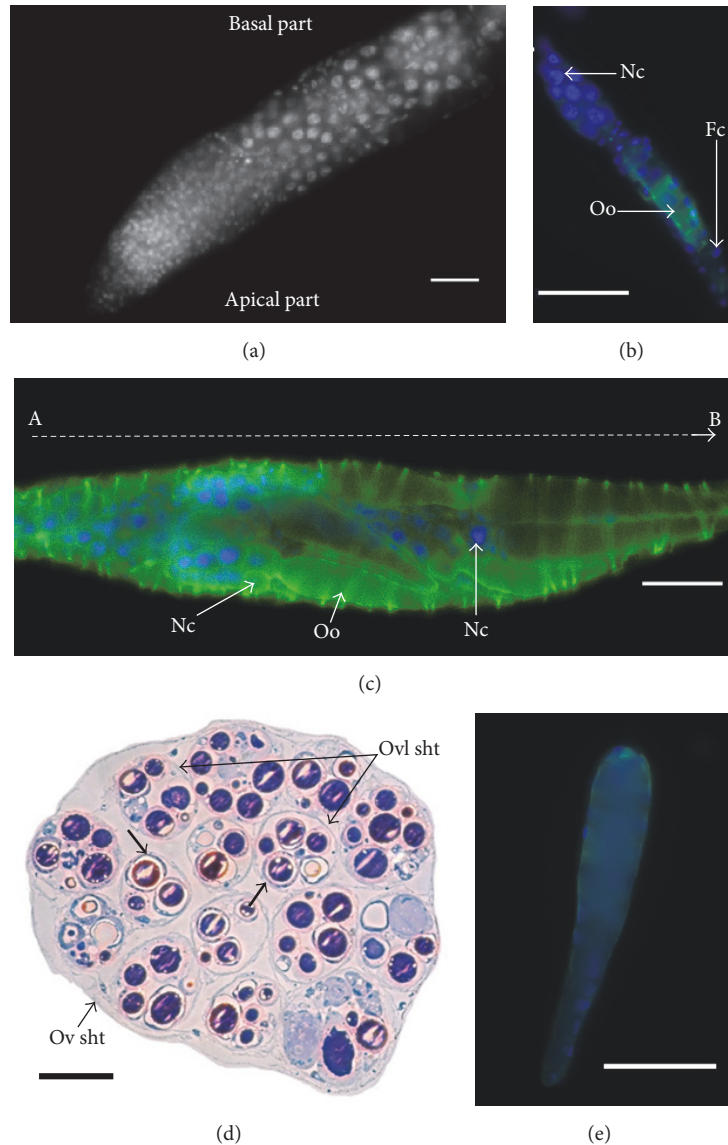 Basal part
Apical part
(a)
Nc
Fc
Oo
(b)
A
B
Nc
Oo
Nc
(c)
Ovl sht
Ov sht
(d)
(e)